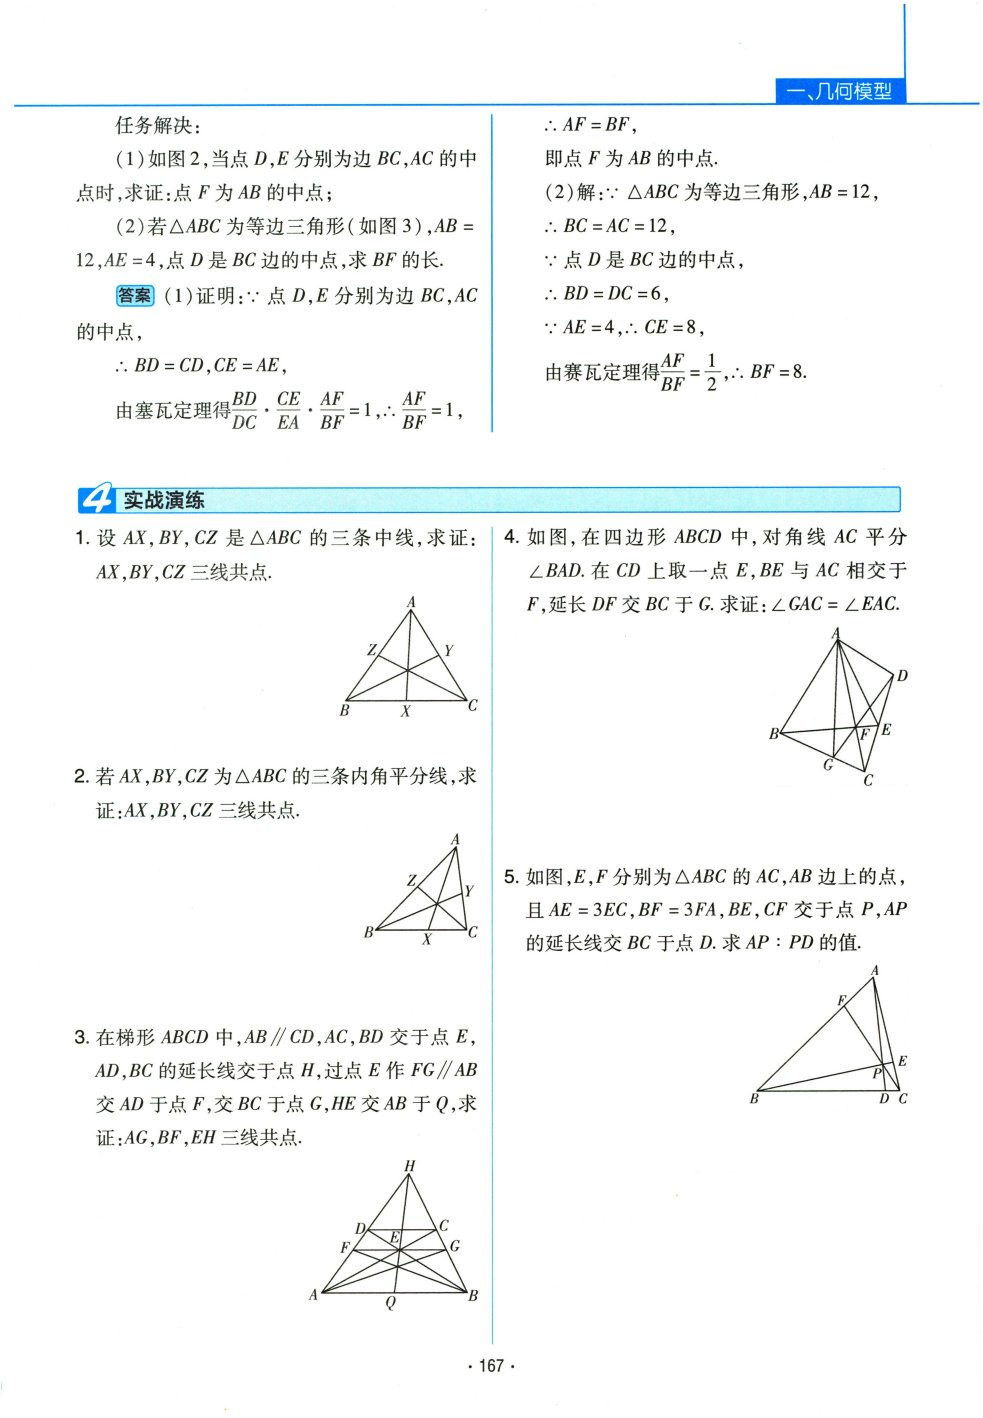 一、几何模型
任务解决:
(1)如图2,当点D,E分别为边BC,AC的中
点时,求证:点F为AB的中点;
(2)若△ABC为等边三角形(如图3),AB=
12,AE=4,点D是BC边的中点,求BF的长.
答案 (1)证明:∵点D,E分别为边BC,AC
的中点,
∴BD=CD,CE=AE,
由塞瓦定理得BD/DC·CE/EA·AF/BF=1,∴AF/BF=1,
∴AF=BF,
即点F为AB的中点.
(2)解:∵△ABC为等边三角形,AB=12,
∴BC=AC=12,
∵点D是BC边的中点,
∴BD=DC=6,
∵AE=4,∴CE=8,
由赛瓦定理得AF/BF=1/2,∴BF=8.
4 实战演练
1. 设AX,BY,CZ是△ABC的三条中线,求证:
AX,BY,CZ三线共点.
A
Z Y
B X C
2. 若AX,BY,CZ为△ABC的三条内角平分线,求
证:AX,BY,CZ三线共点.
A
Z Y
B X C
3. 在梯形ABCD中,AB∥CD,AC,BD交于点E,
AD,BC的延长线交于点H,过点E作FG∥AB
交AD于点F,交BC于点G,HE交AB于Q,求
证:AG,BF,EH三线共点.
H
D C
F E G
A Q B
4. 如图,在四边形ABCD中,对角线AC平分
∠BAD.在CD上取一点E,BE与AC相交于
F,延长DF交BC于G.求证:∠GAC=∠EAC.
A
D
B F E
G C
5. 如图,E,F分别为△ABC的AC,AB边上的点,
且AE=3EC,BF=3FA,BE,CF交于点P,AP
的延长线交BC于点D.求AP:PD的值.
A
F
P E
B D C
·167·